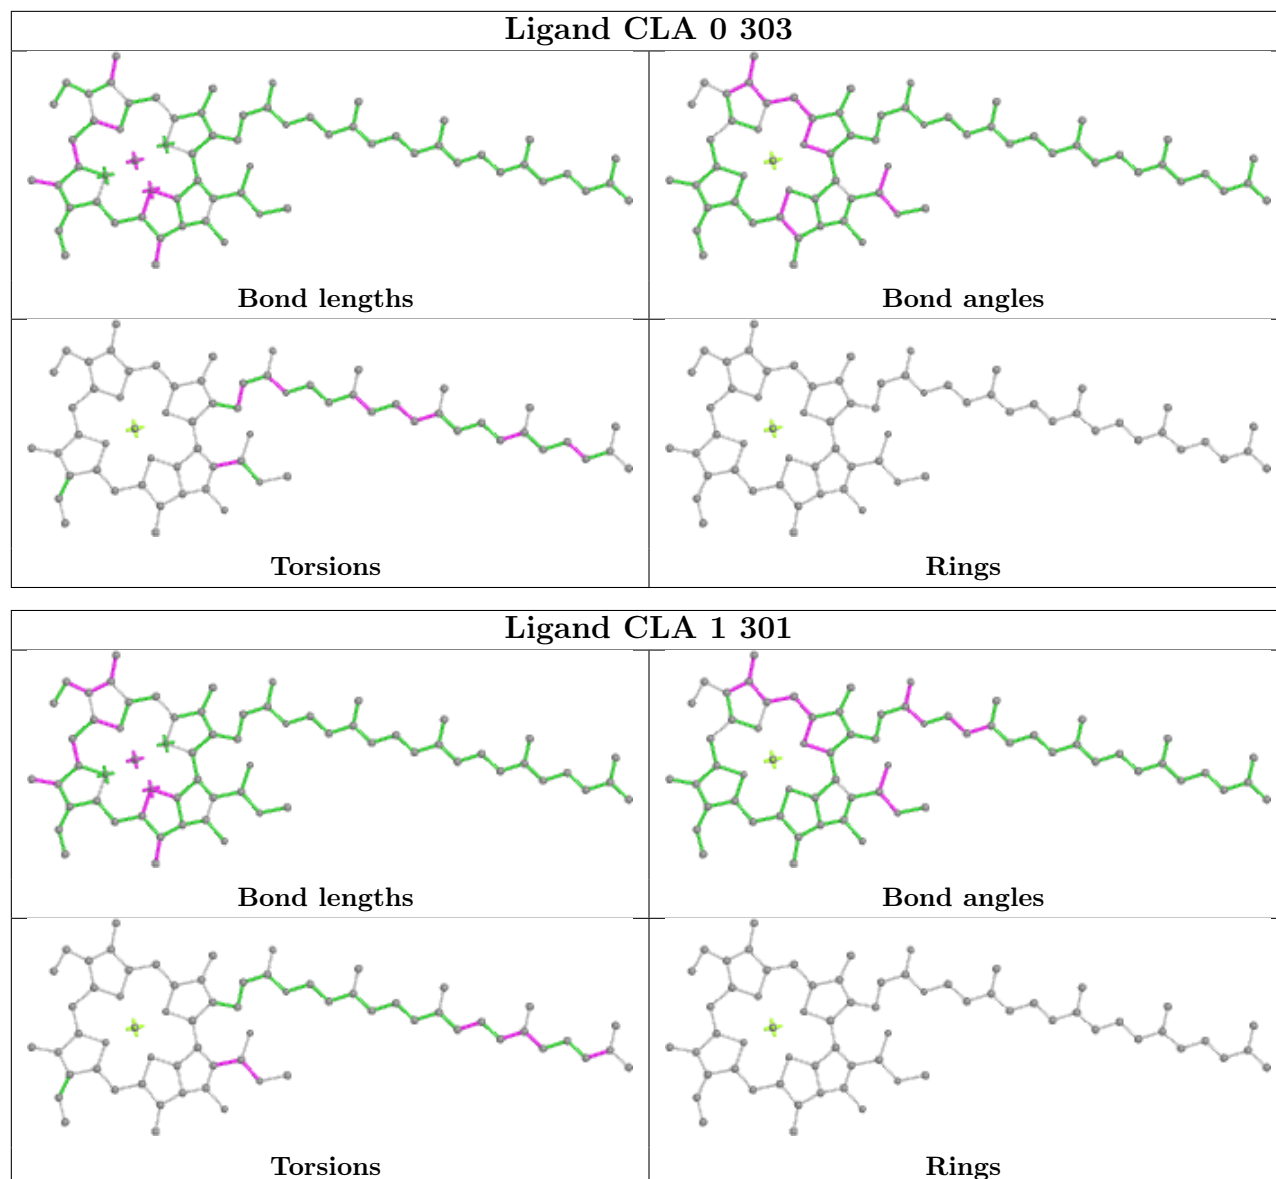 Ligand CLA 0 303
Bond lengths
Bond angles
Torsions
Rings
Ligand CLA 1 301
Bond lengths
Bond angles
Torsions
Rings